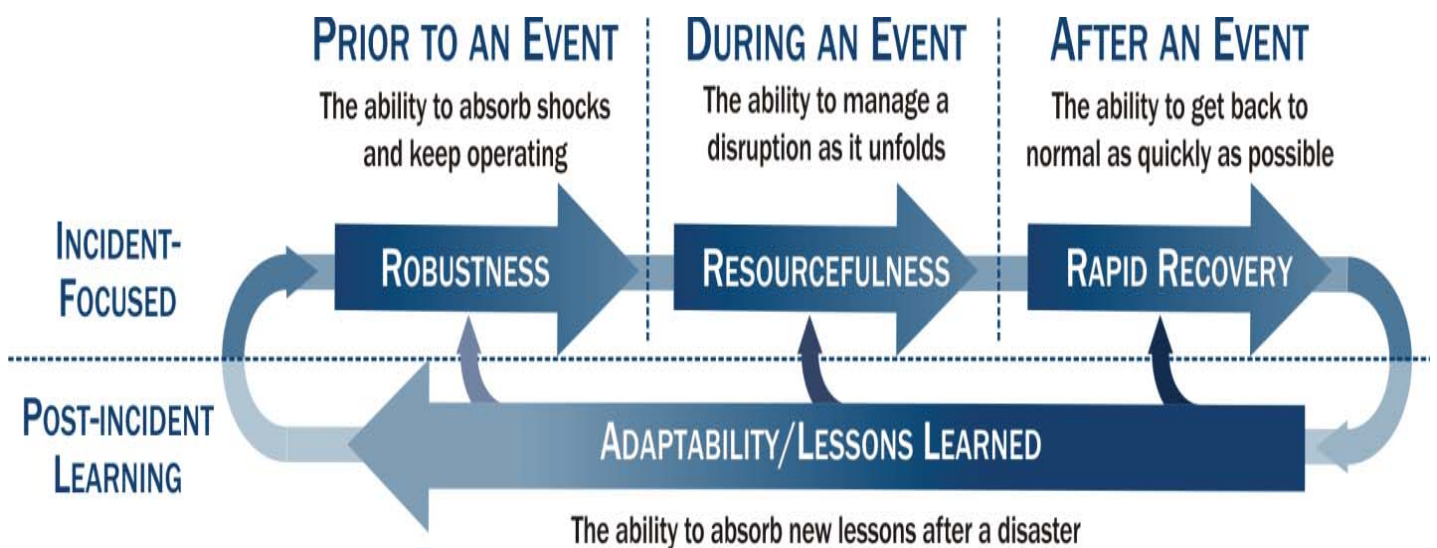 PRIOR TO AN EVENT
The ability to absorb shocks
and keep operating
DURING AN EVENT
The ability to manage a
disruption as it unfolds
AFTER AN EVENT
The ability to get back to
normal as quickly as possible
INCIDENT-
FOCUSED
ROBUSTNESS
RESOURCEFULNESS
RAPID RECOVERY
POST-INCIDENT
LEARNING
ADAPTABILITY/LESSONS LEARNED
The ability to absorb new lessons after a disaster